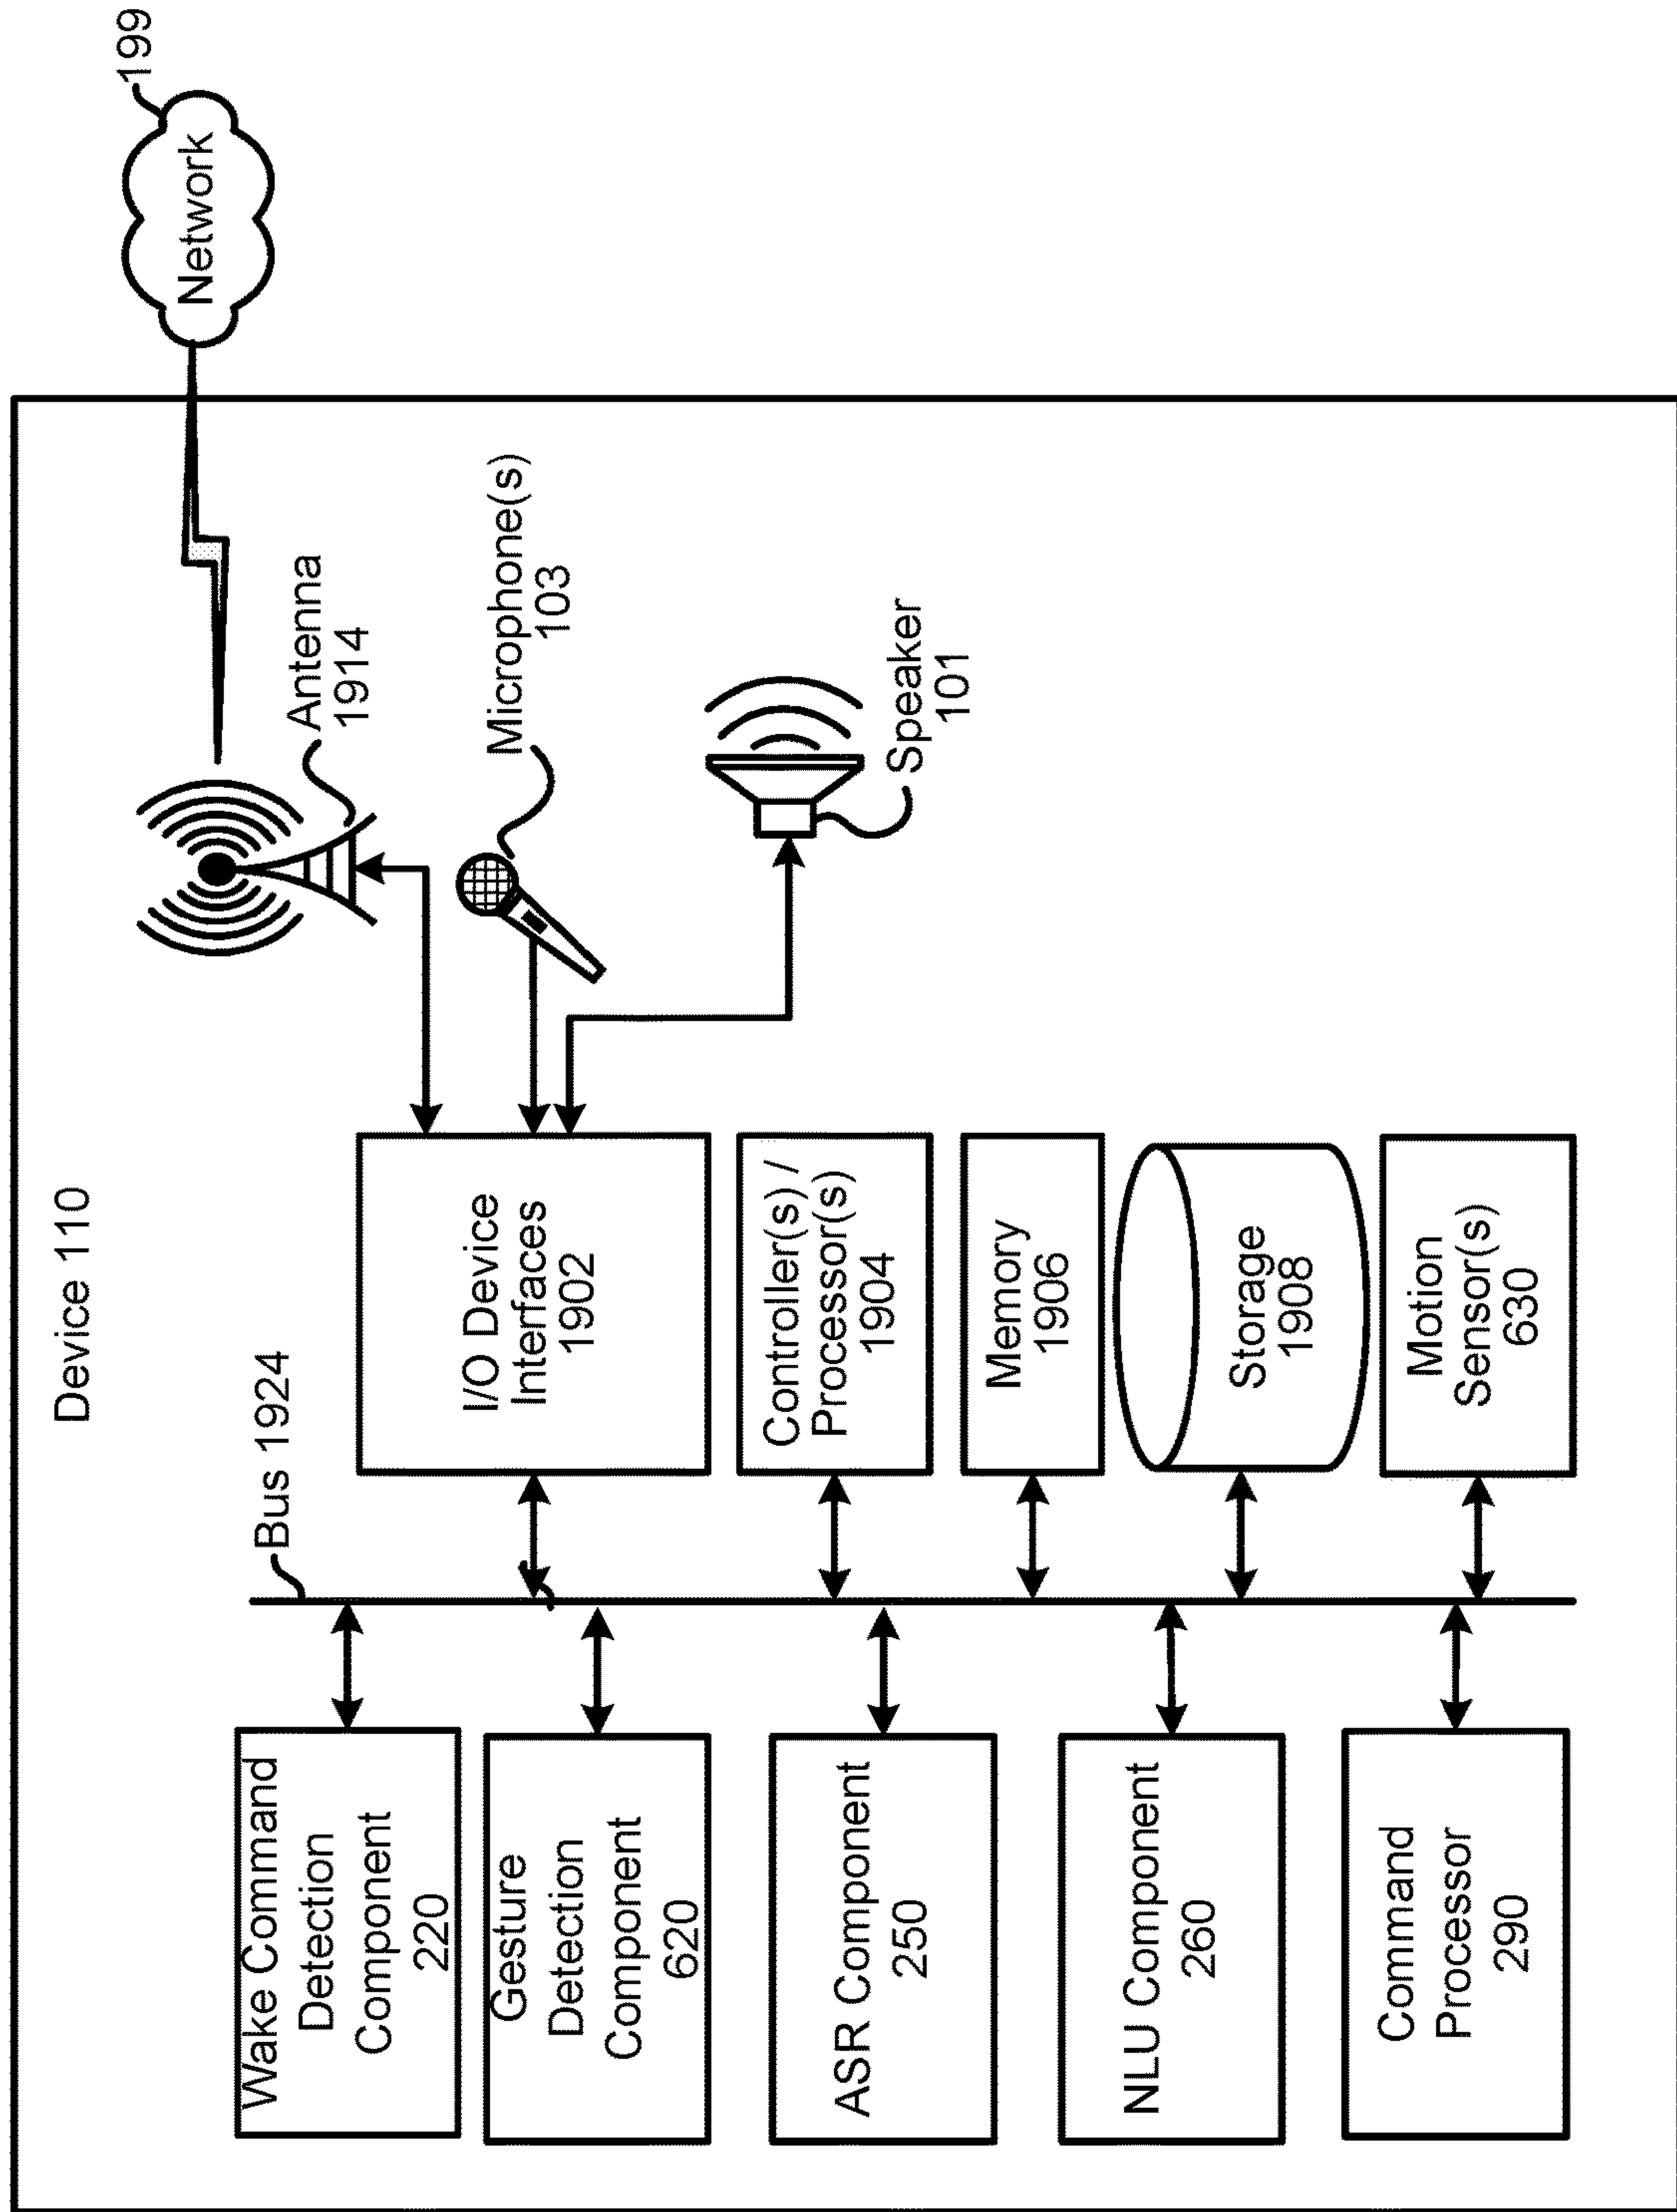 Device 110
Bus 1924
Network
199
Antenna
1914
Microphone(s)
103
Speaker
101
Wake Command
Detection
Component
220
Gesture
Detection
Component
620
ASR Component
250
NLU Component
260
Command
Processor
290
I/O Device
Interfaces
1902
Controller(s) /
Processor(s)
1904
Memory
1906
Storage
1908
Motion
Sensor(s)
630